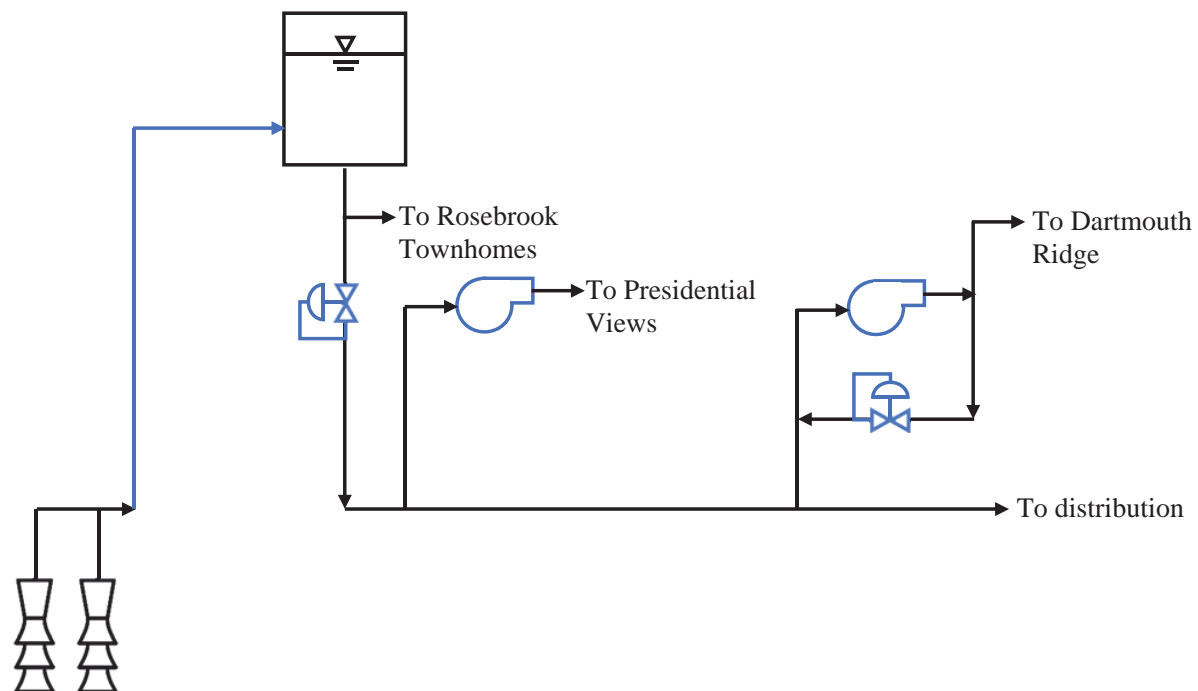 To Rosebrook
Townhomes
To Presidential
Views
To Dartmouth
Ridge
To distribution